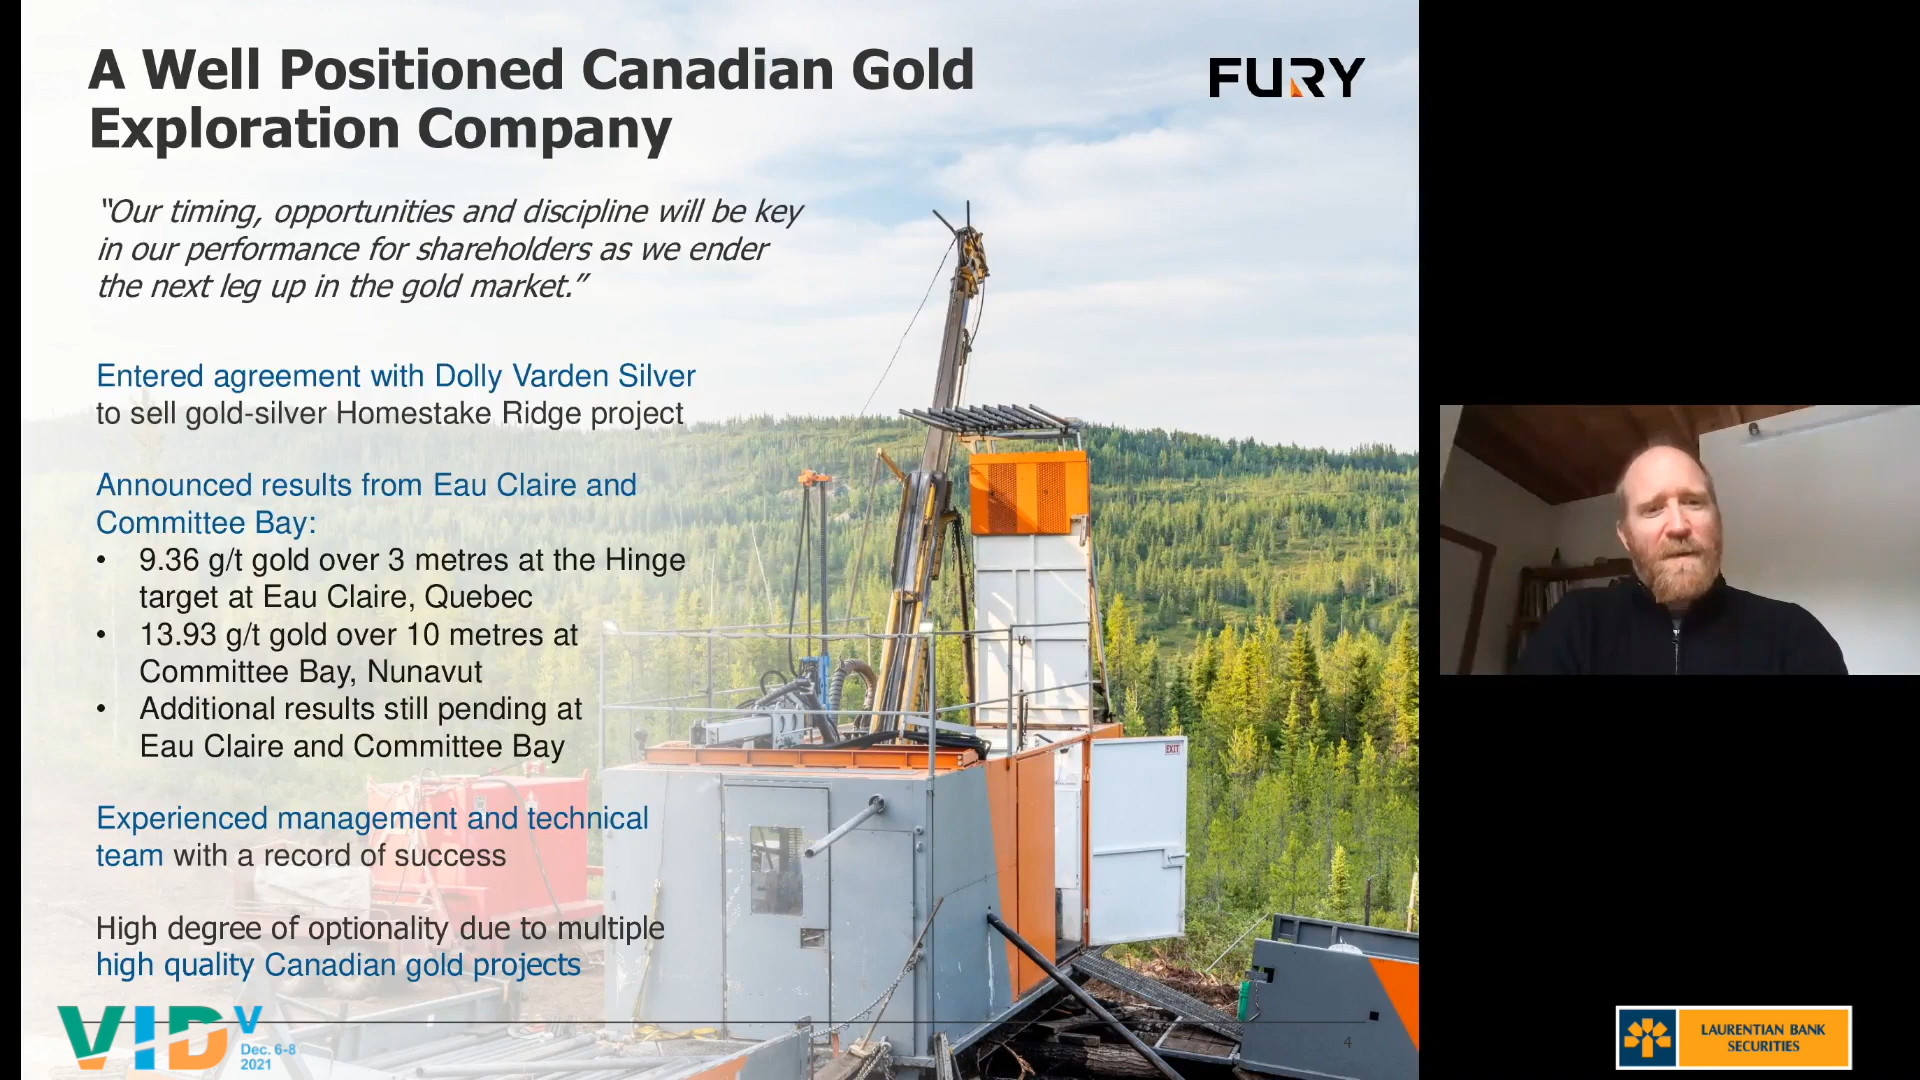 A Well Positioned Canadian Gold
Exploration Company
FURY
“Our timing, opportunities and discipline will be key
in our performance for shareholders as we ender
the next leg up in the gold market.”
Entered agreement with Dolly Varden Silver
to sell gold-silver Homestake Ridge project
Announced results from Eau Claire and
Committee Bay:
• 9.36 g/t gold over 3 metres at the Hinge
target at Eau Claire, Quebec
• 13.93 g/t gold over 10 metres at
Committee Bay, Nunavut
• Additional results still pending at
Eau Claire and Committee Bay
Experienced management and technical
team with a record of success
High degree of optionality due to multiple
high quality Canadian gold projects
EXIT
VID V
Dec. 6-8
2021
4
LAURENTIAN BANK
SECURITIES